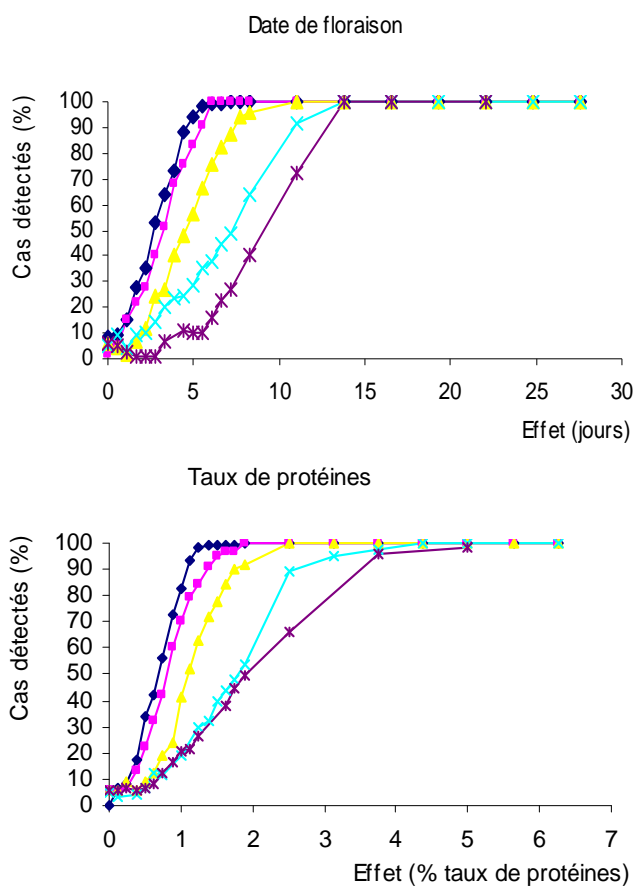 Date de floraison
Cas détectés (%)
100
90
80
70
60
50
40
30
20
10
0
0 5 10 15 20 25 30
Effet (jours)
Taux de protéines
Cas détectés (%)
100
90
80
70
60
50
40
30
20
10
0
0 1 2 3 4 5 6 7
Effet (% taux de protéines)